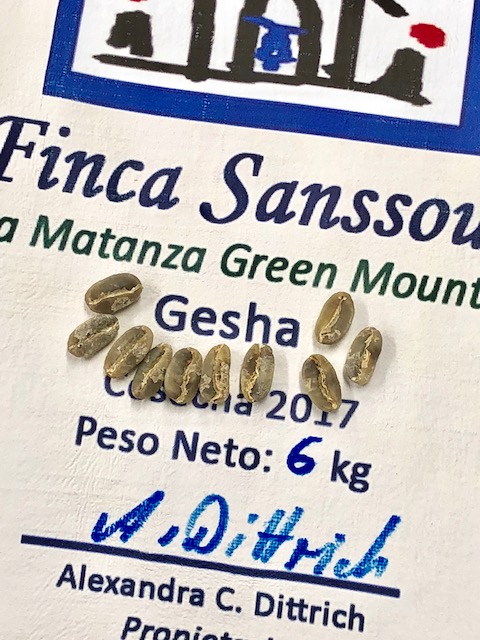 Finca Sanssou
a Matanza Green Mount
Gesha
Cosecha 2017
Peso Neto: 6 kg
A. Dittrich
Alexandra C. Dittrich